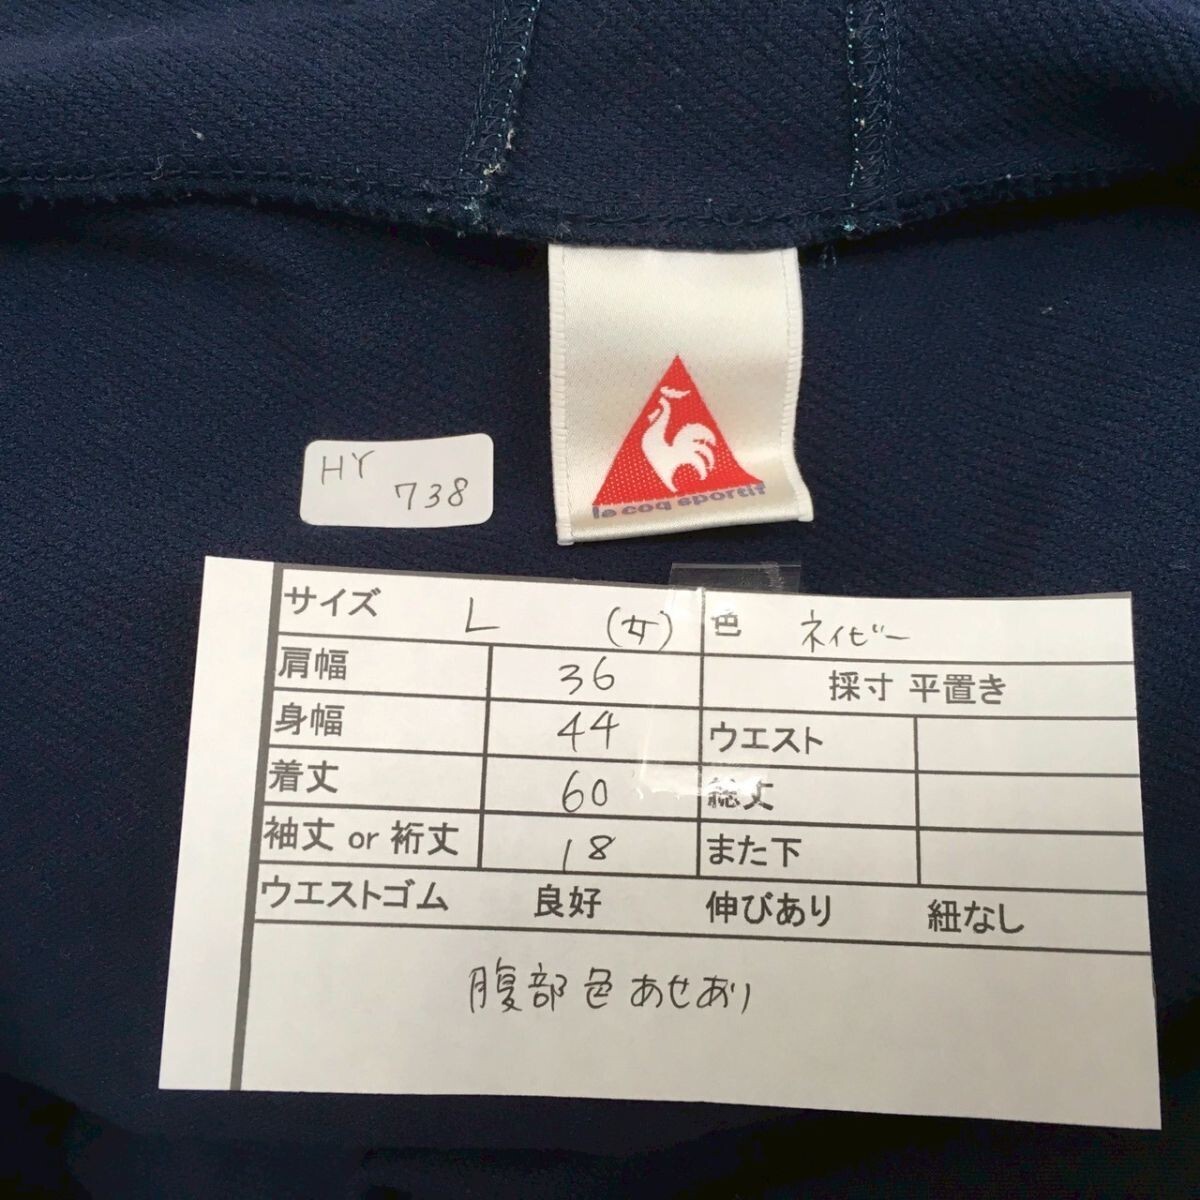 le coq sportif
HY
738
サイズ L (女) 色 ネイビー
肩幅 36 採寸 平置き
身幅 44 ウエスト
着丈 60 総丈
袖丈 or 裄丈 18 また下
ウエストゴム 良好 伸びあり 紐なし
腹部色あせあり